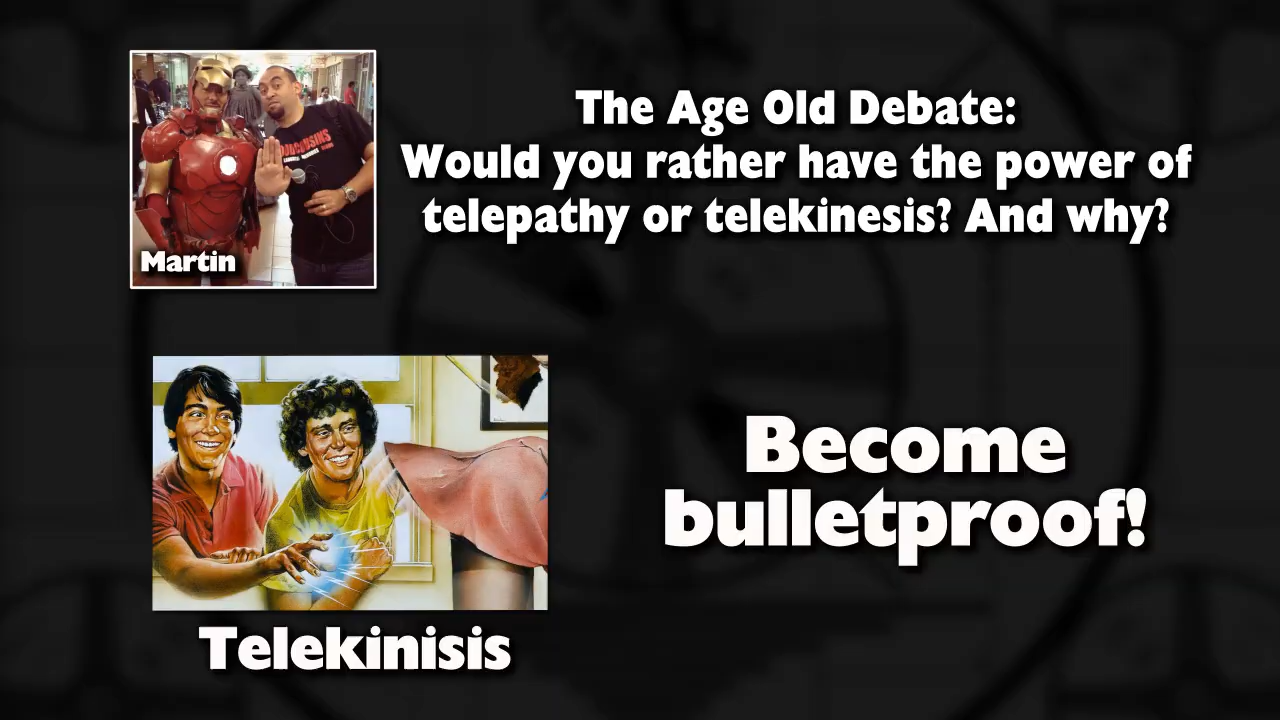 The Age Old Debate:
Would you rather have the power of
telepathy or telekinesis? And why?
Martin
Become
bulletproof!
Telekinisis